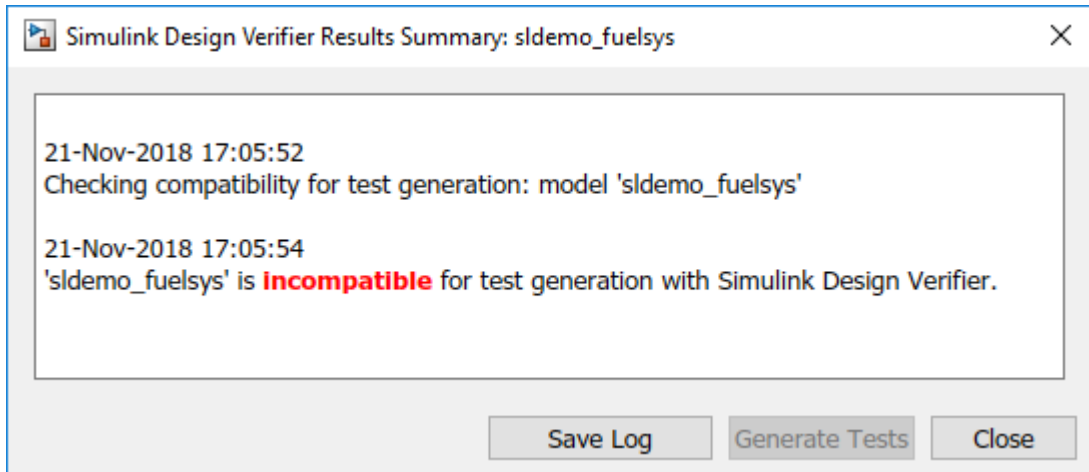 Simulink Design Verifier Results Summary: sldemo_fuelsys
21-Nov-2018 17:05:52
Checking compatibility for test generation: model 'sldemo_fuelsys'
21-Nov-2018 17:05:54
'sldemo_fuelsys' is incompatible for test generation with Simulink Design Verifier.
Save Log Generate Tests Close